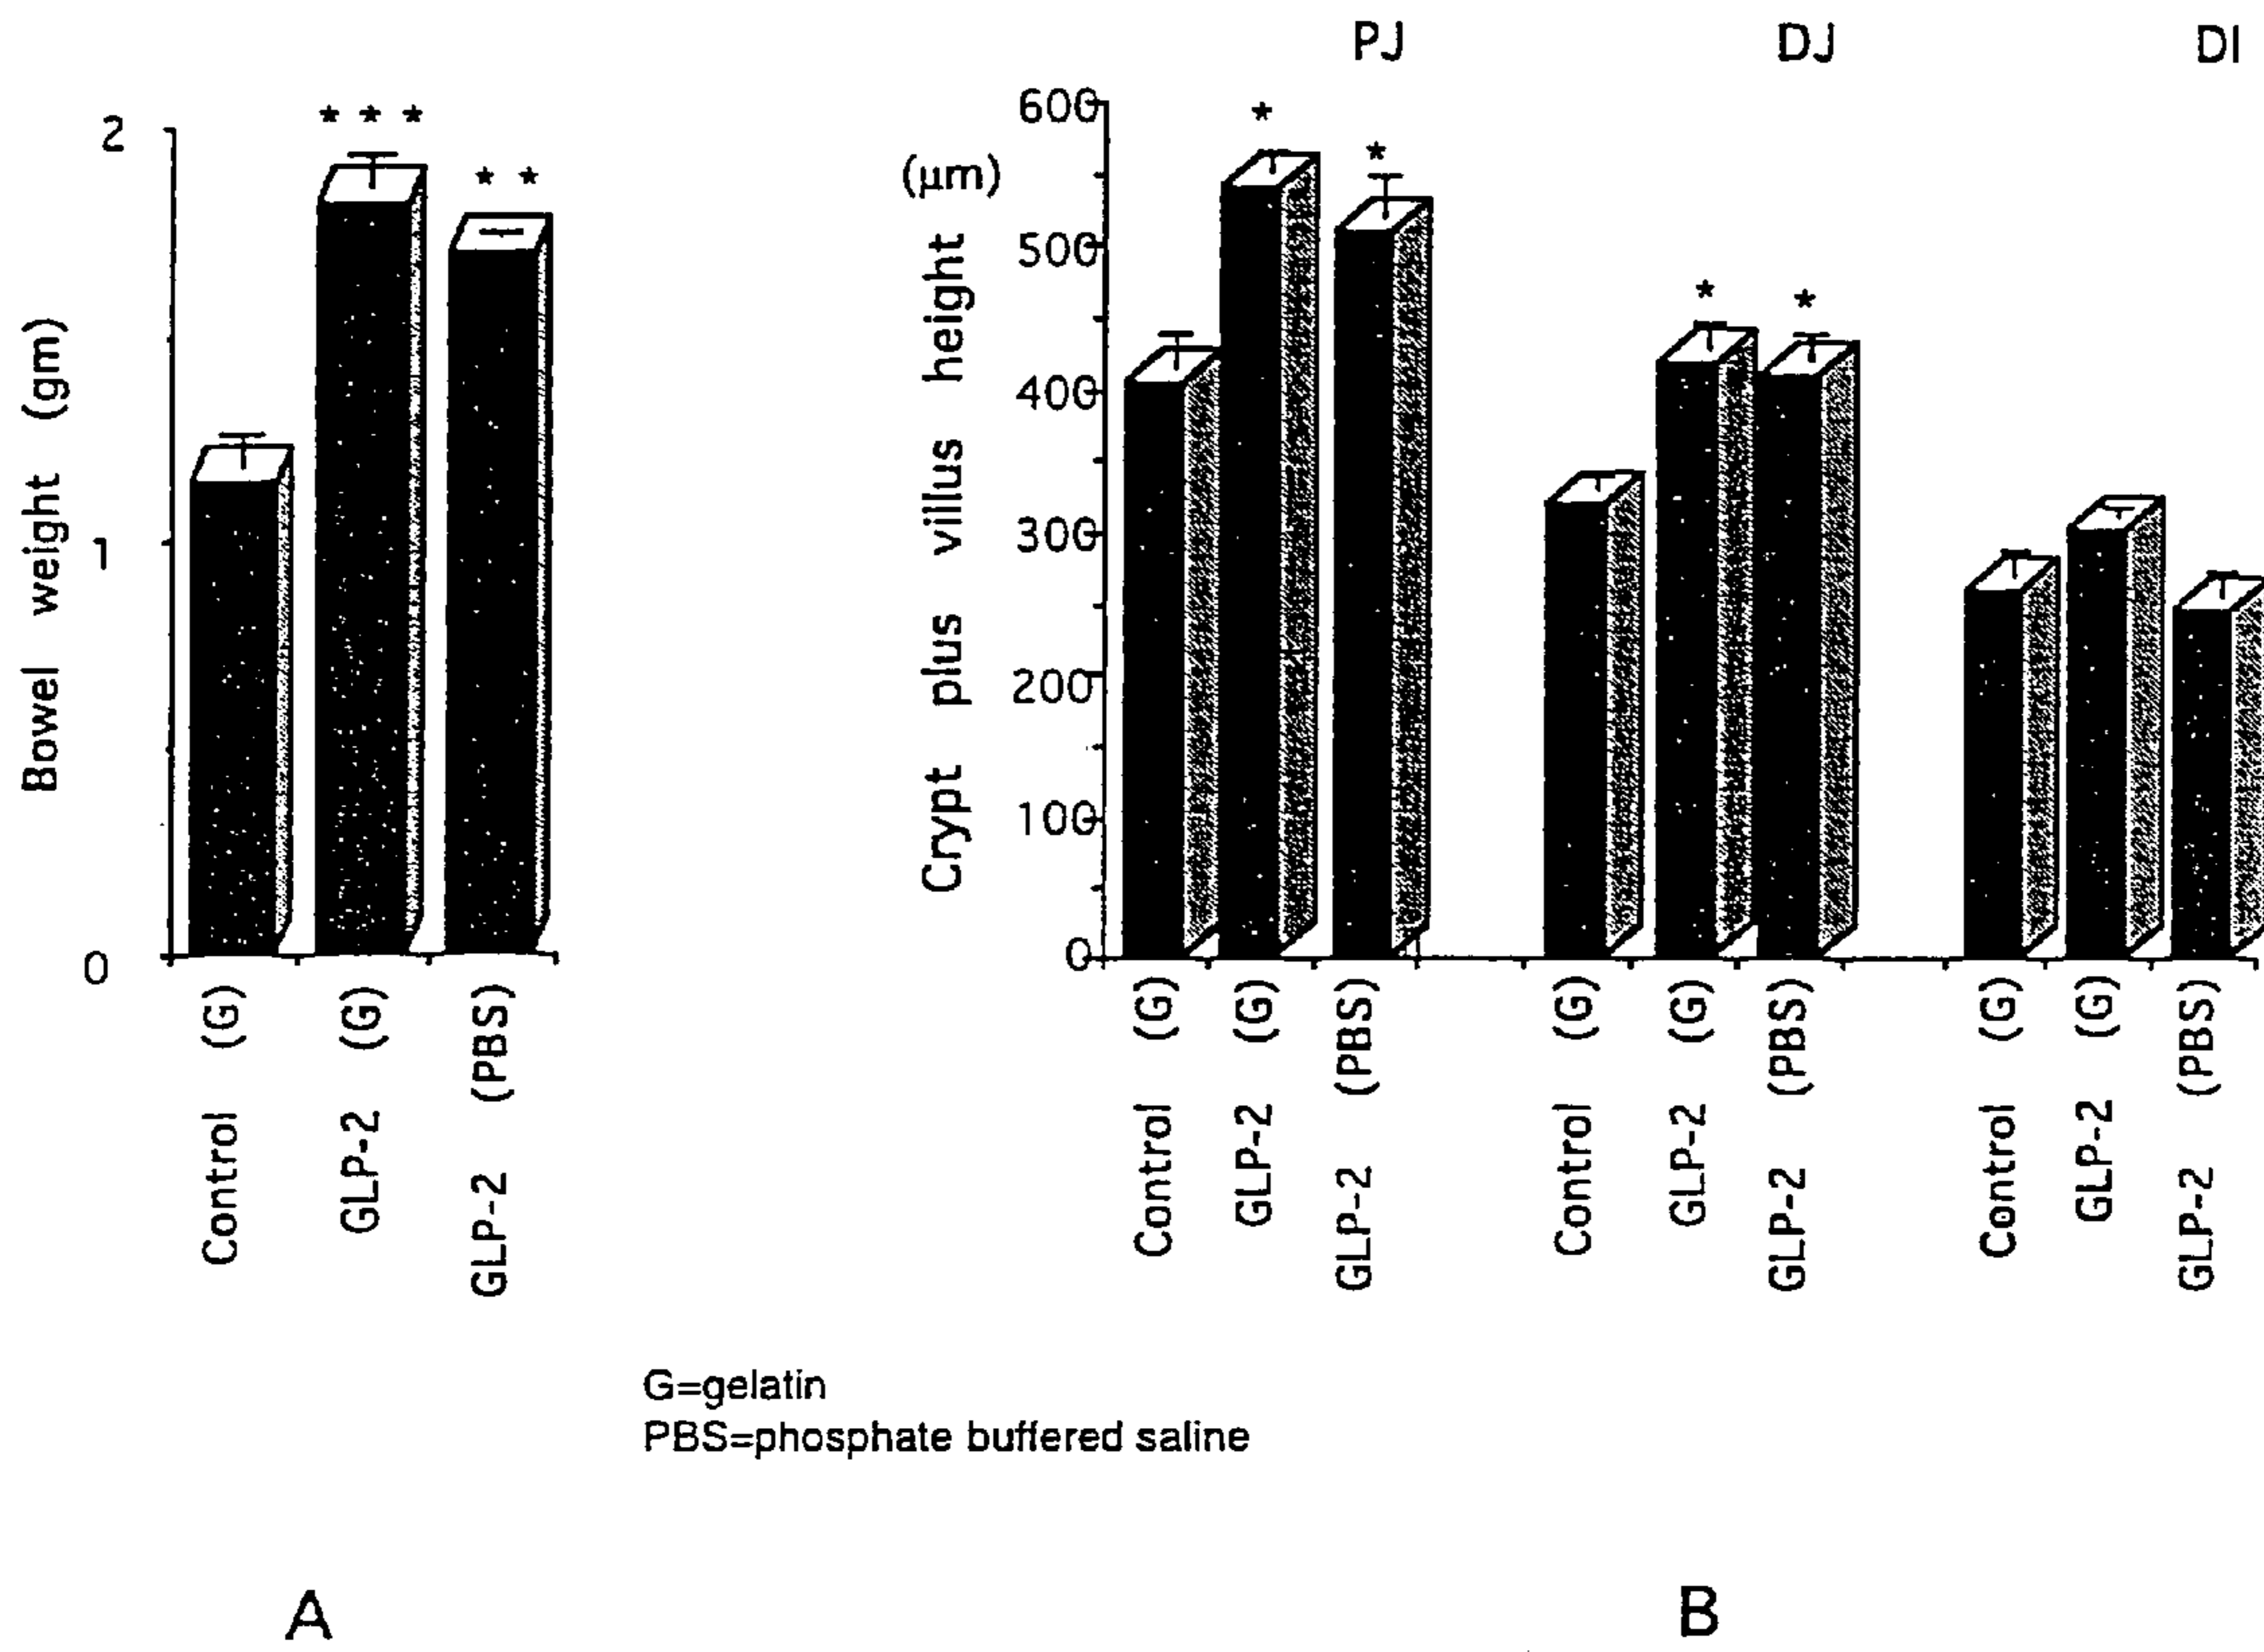 PJ DJ DI
* * *
* *
2
1
0
Bowel weight (gm)
Control (G)
GLP-2 (G)
GLP-2 (PBS)
*
*
*
*
(µm)
Crypt plus villus height
600
500
400
300
200
100
0
Control (G)
GLP-2 (G)
GLP-2 (PBS)
Control (G)
GLP-2 (G)
GLP-2 (PBS)
Control (G)
GLP-2 (G)
GLP-2 (PBS)
G=gelatin
PBS=phosphate buffered saline
A
B